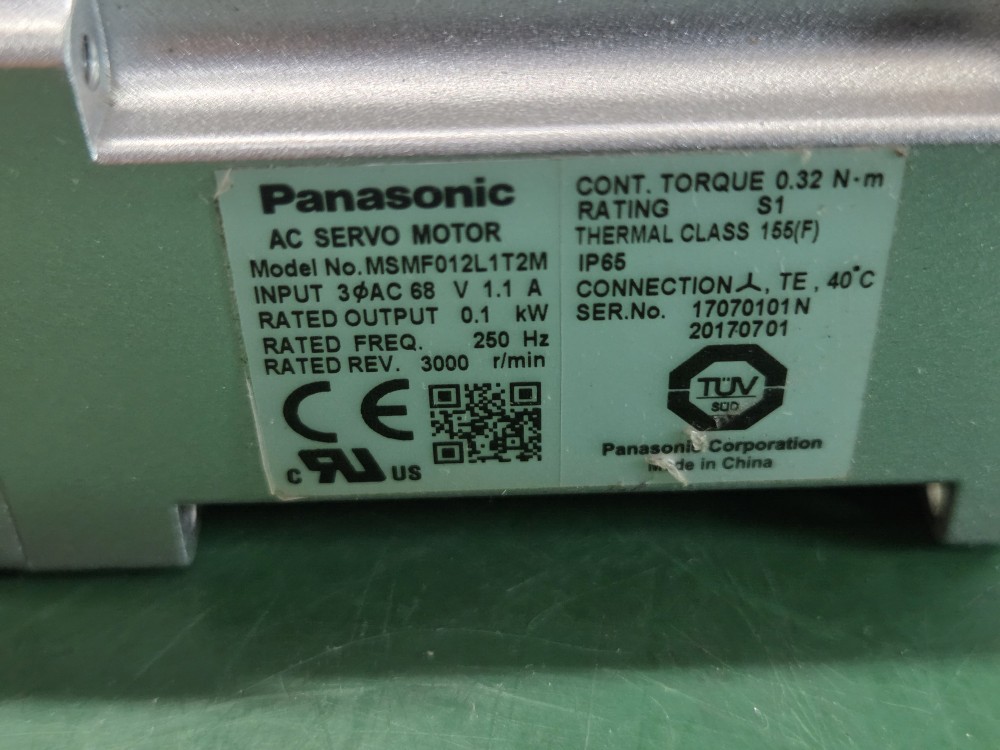 Panasonic
AC SERVO MOTOR
Model No. MSMF012L1T2M
INPUT 3ϕAC 68 V 1.1 A
RATED OUTPUT 0.1 kW
RATED FREQ. 250 Hz
RATED REV. 3000 r/min
CE
C RU US
CONT. TORQUE 0.32 N·m
RATING S1
THERMAL CLASS 155(F)
IP65
CONNECTION⅄, TE, 40°C
SER.No. 17070101N
20170701
TÜV
SÜD
Panasonic Corporation
Made in China